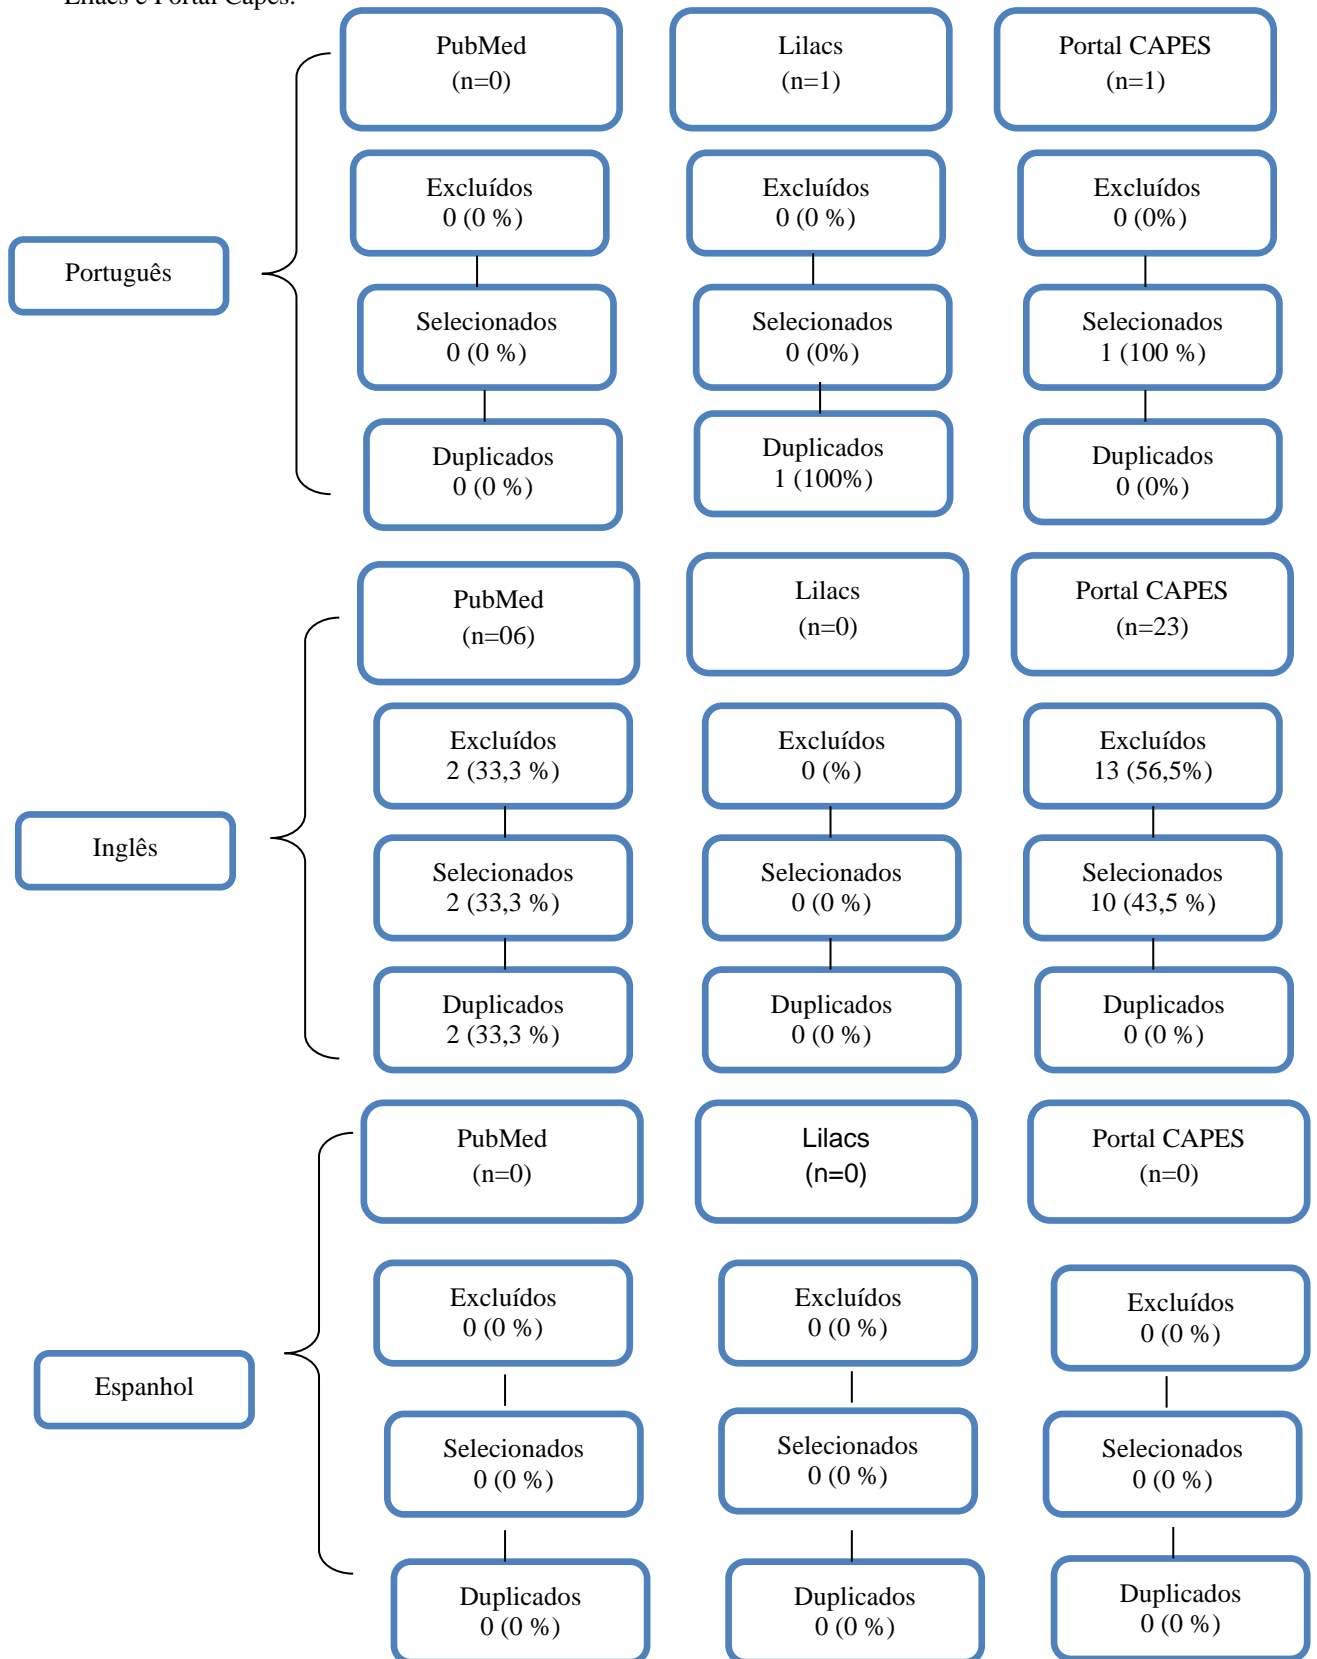 Lilacs e Portal Capes.
PubMed
(n=0)
Lilacs
(n=1)
Portal CAPES
(n=1)
Excluídos
0 (0 %)
Excluídos
0 (0 %)
Excluídos
0 (0%)
Português
Selecionados
0 (0 %)
Selecionados
0 (0%)
Selecionados
1 (100 %)
Duplicados
0 (0 %)
Duplicados
1 (100%)
Duplicados
0 (0%)
PubMed
(n=06)
Lilacs
(n=0)
Portal CAPES
(n=23)
Excluídos
2 (33,3 %)
Excluídos
0 (%)
Excluídos
13 (56,5%)
Inglês
Selecionados
2 (33,3 %)
Selecionados
0 (0 %)
Selecionados
10 (43,5 %)
Duplicados
2 (33,3 %)
Duplicados
0 (0 %)
Duplicados
0 (0 %)
PubMed
(n=0)
Lilacs
(n=0)
Portal CAPES
(n=0)
Excluídos
0 (0 %)
Excluídos
0 (0 %)
Excluídos
0 (0 %)
Espanhol
Selecionados
0 (0 %)
Selecionados
0 (0 %)
Selecionados
0 (0 %)
Duplicados
0 (0 %)
Duplicados
0 (0 %)
Duplicados
0 (0 %)